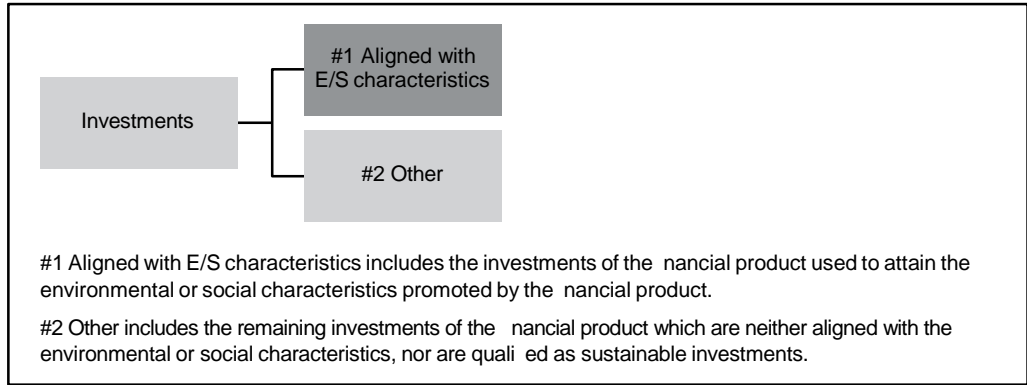 #1 Aligned with
E/S characteristics
Investments
#2 Other
#1 Aligned with E/S characteristics includes the investments of the nancial product used to attain the
environmental or social characteristics promoted by the nancial product.
#2 Other includes the remaining investments of the nancial product which are neither aligned with the
environmental or social characteristics, nor are quali ed as sustainable investments.